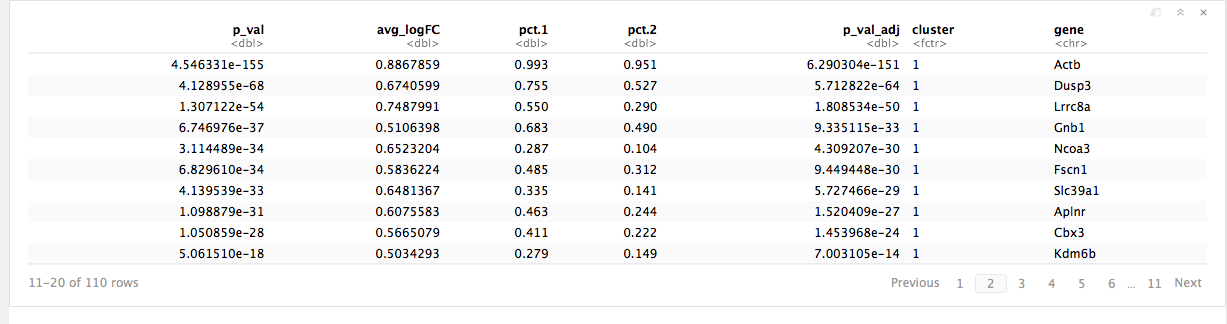 p_val avg_logFC pct.1 pct.2 p_val_adj cluster gene
<dbl> <dbl> <dbl> <dbl> <dbl> <fctr> <chr>
4.546331e-155 0.8867859 0.993 0.951 6.290304e-151 1 Actb
4.128955e-68 0.6740599 0.755 0.527 5.712822e-64 1 Dusp3
1.307122e-54 0.7487991 0.550 0.290 1.808534e-50 1 Lrrc8a
6.746976e-37 0.5106398 0.683 0.490 9.335115e-33 1 Gnb1
3.114489e-34 0.6523204 0.287 0.104 4.309207e-30 1 Ncoa3
6.829610e-34 0.5836224 0.485 0.312 9.449448e-30 1 Fscn1
4.139539e-33 0.6481367 0.335 0.141 5.727466e-29 1 Slc39a1
1.098879e-31 0.6075583 0.463 0.244 1.520409e-27 1 Aplnr
1.050859e-28 0.5665079 0.411 0.222 1.453968e-24 1 Cbx3
5.061510e-18 0.5034293 0.279 0.149 7.003105e-14 1 Kdm6b
11-20 of 110 rows Previous 1 2 3 4 5 6 ... 11 Next